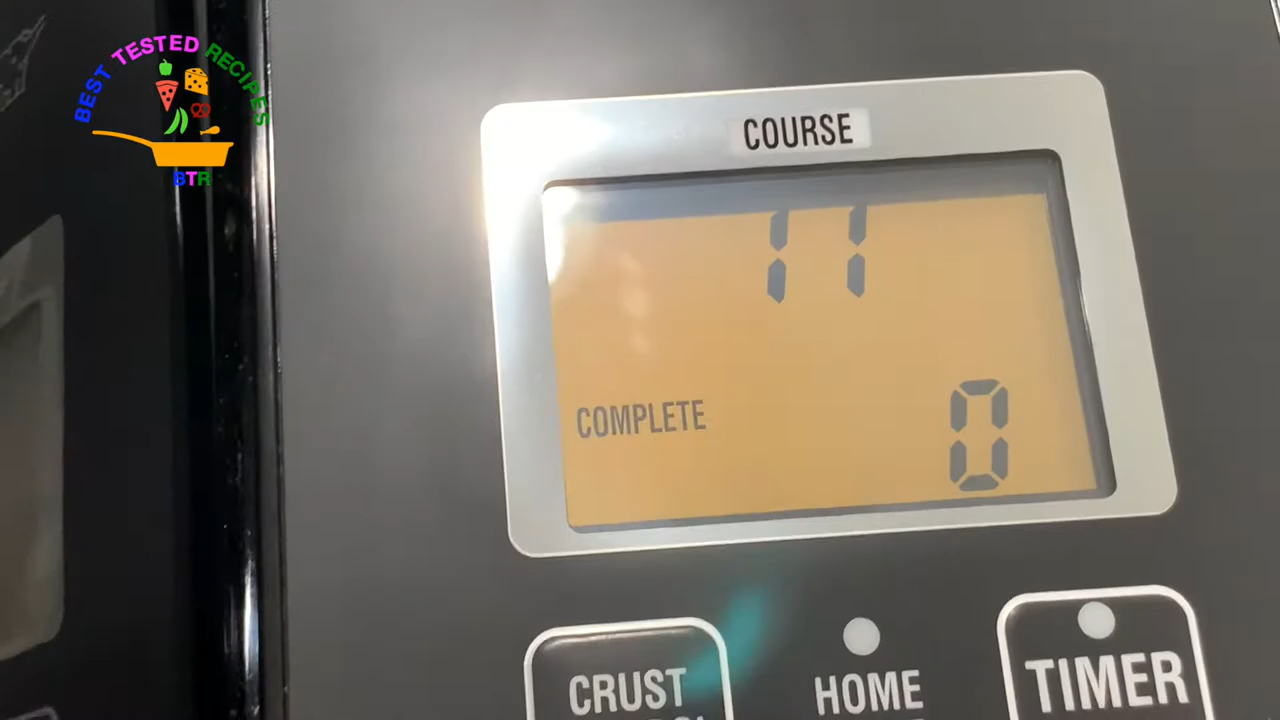 BEST TESTED RECIPES
BTR
COURSE
11
COMPLETE
0
CRUST
HOME
TIMER